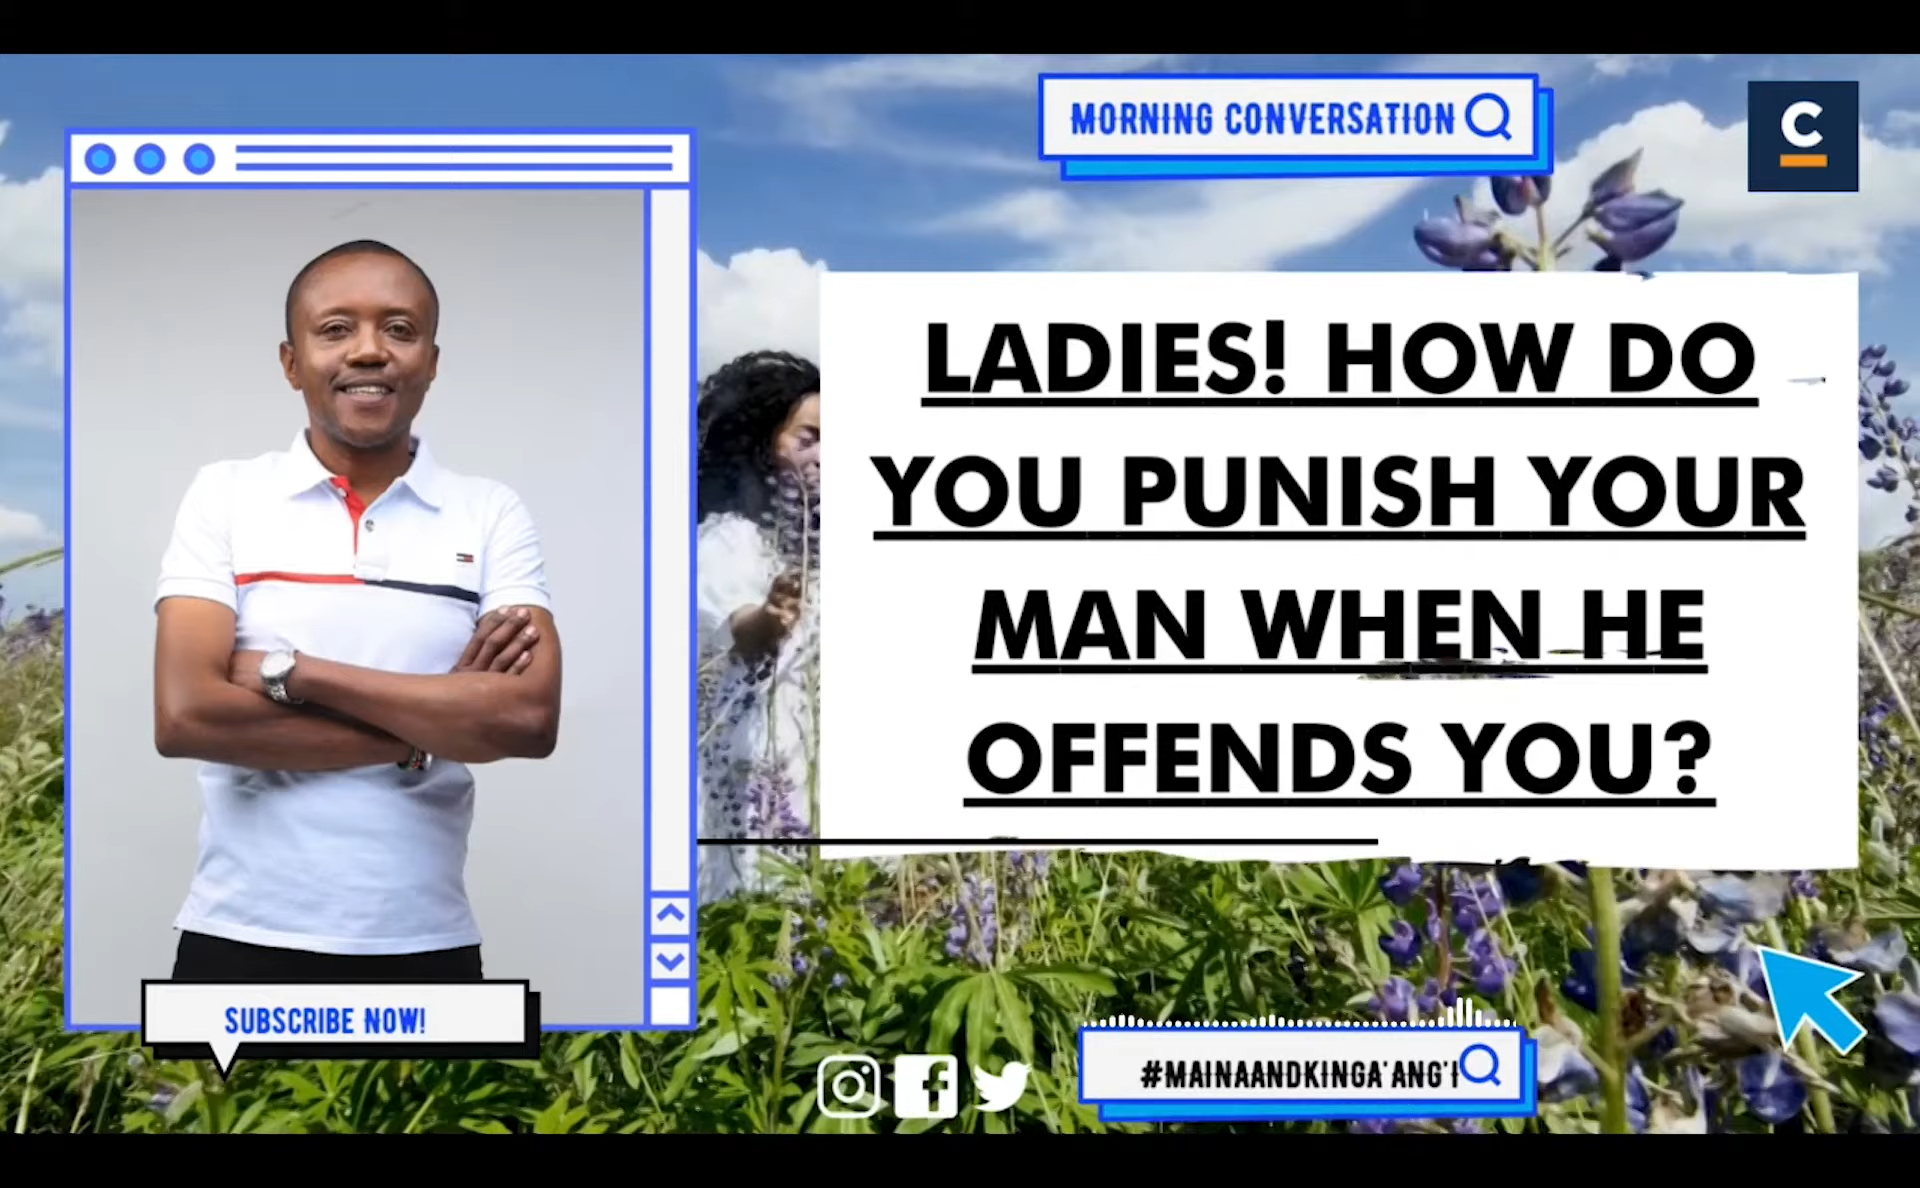 MORNING CONVERSATION
C
LADIES! HOW DO
YOU PUNISH YOUR
MAN WHEN HE
OFFENDS YOU?
SUBSCRIBE NOW!
#MAINAANDKINGA'ANG'I